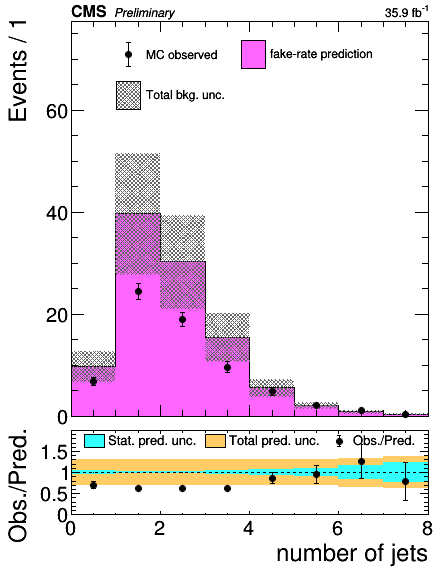 CMS Preliminary 35.9 fb-1
Events / 1
MC observed
fake-rate prediction
Total bkg. unc.
60
40
20
0
Obs./Pred.
Stat. pred. unc.
Total pred. unc.
Obs./Pred.
1.5
1
0.5
0
0 2 4 6 8
number of jets